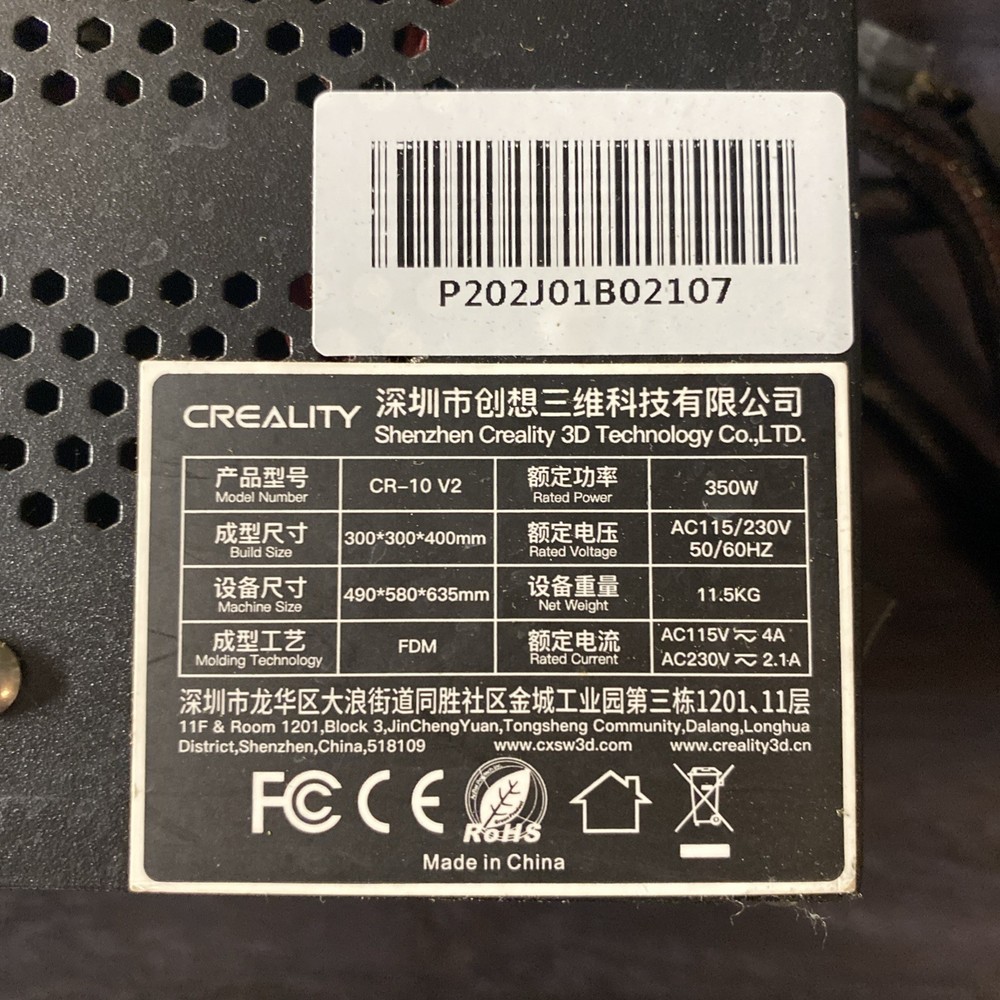 P202J01B02107
CREALITY 深圳市创想三维科技有限公司
Shenzhen Creality 3D Technology Co.,LTD.
产品型号 CR-10 V2 额定功率 350W
Model Number Rated Power
成型尺寸 300*300*400mm 额定电压 AC115/230V
Build Size Rated Voltage 50/60HZ
设备尺寸 490*580*635mm 设备重量 11.5KG
Machine Size Net Weight
成型工艺 FDM 额定电流 AC115V ⎓ 4A
Molding Technology Rated Current AC230V ⎓ 2.1A
深圳市龙华区大浪街道同胜社区金城工业园第三栋1201、11层
11F & Room 1201,Block 3,JinChengYuan,Tongsheng Community,Dalang,Longhua
District,Shenzhen,China,518109 www.cxsw3d.com www.creality3d.cn
FC CE RoHS
Made in China